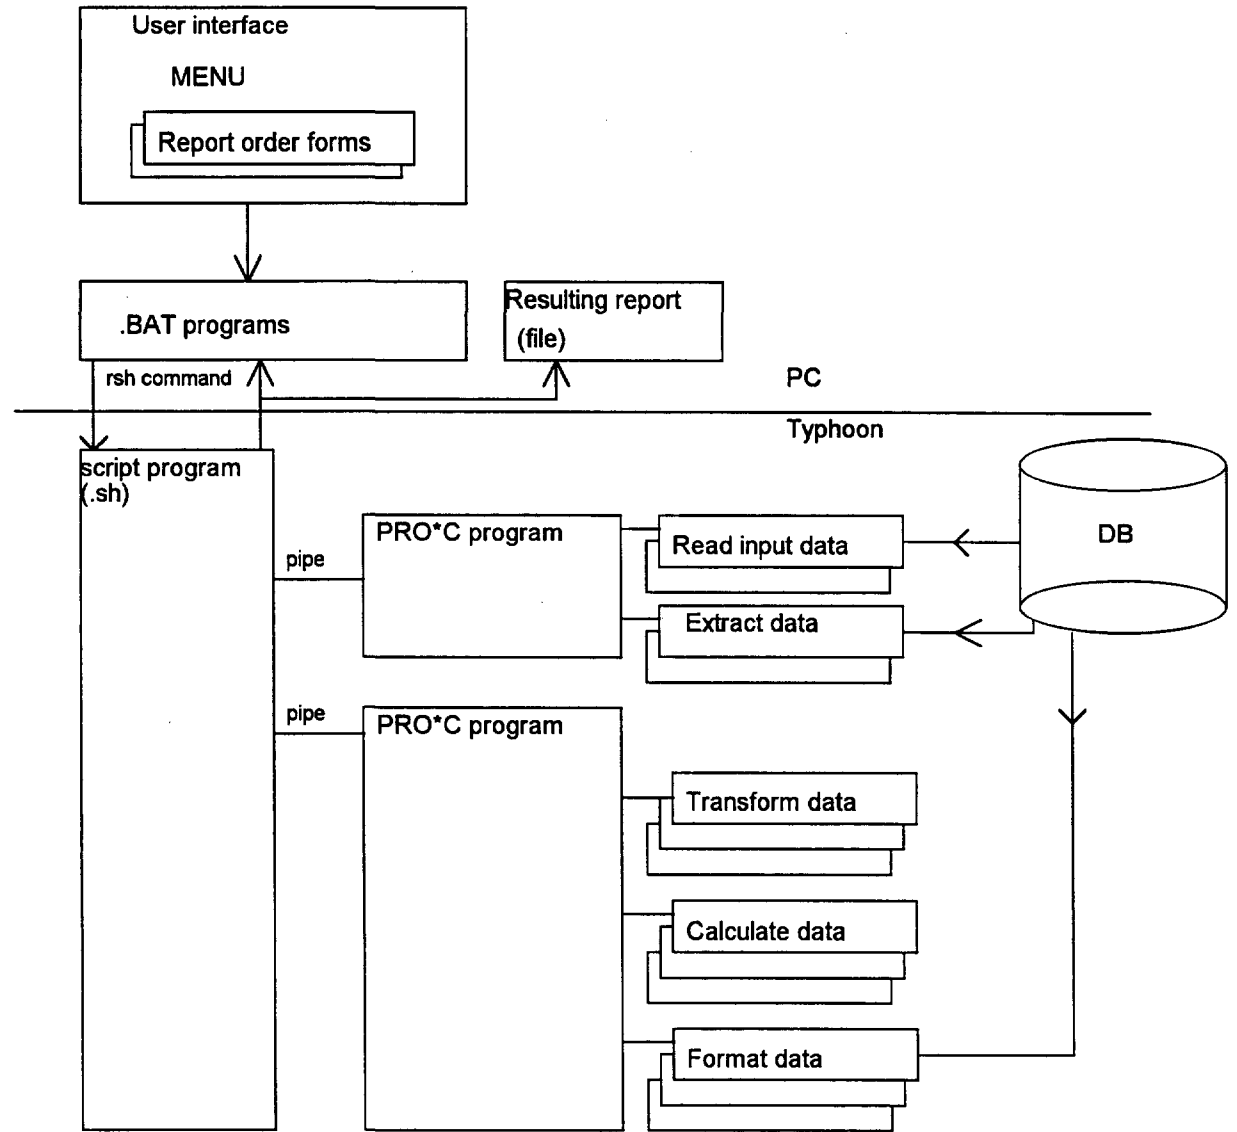 User interface
MENU
Report order forms
.BAT programs
Resulting report
(file)
rsh command
PC
Typhoon
script program
(.sh)
pipe
PRO*C program
Read input data
DB
Extract data
pipe
PRO*C program
Transform data
Calculate data
Format data